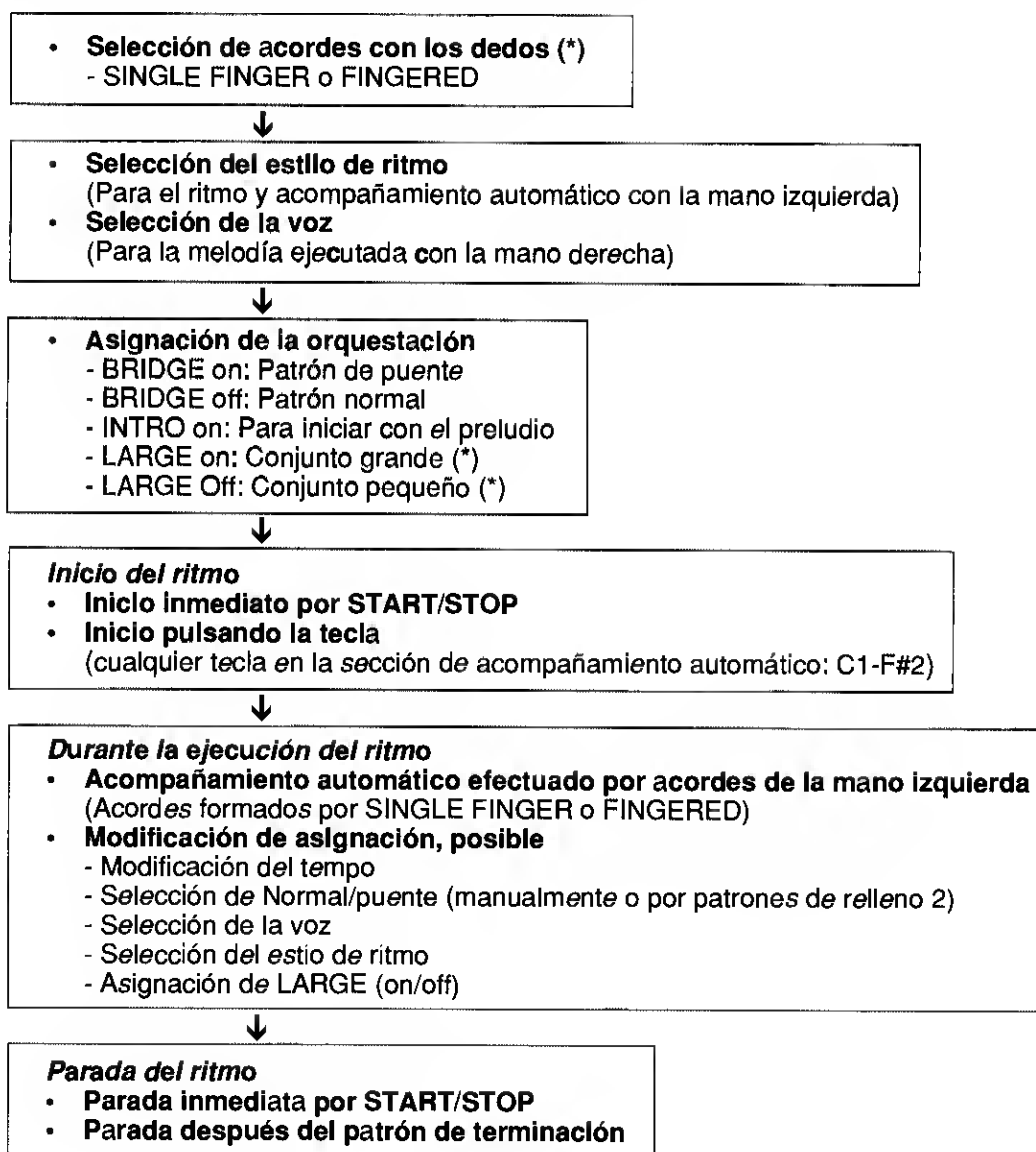 • Selección de acordes con los dedos (*)
- SINGLE FINGER o FINGERED
↓
• Selección del estilo de ritmo
(Para el ritmo y acompañamiento automático con la mano izquierda)
• Selección de la voz
(Para la melodía ejecutada con la mano derecha)
↓
• Asignación de la orquestación
- BRIDGE on: Patrón de puente
- BRIDGE off: Patrón normal
- INTRO on: Para iniciar con el preludio
- LARGE on: Conjunto grande (*)
- LARGE Off: Conjunto pequeño (*)
↓
Inicio del ritmo
• Inicio inmediato por START/STOP
• Inicio pulsando la tecla
(cualquier tecla en la sección de acompañamiento automático: C1-F#2)
↓
Durante la ejecución del ritmo
• Acompañamiento automático efectuado por acordes de la mano izquierda
(Acordes formados por SINGLE FINGER o FINGERED)
• Modificación de asignación, posible
- Modificación del tempo
- Selección de Normal/puente (manualmente o por patrones de relleno 2)
- Selección de la voz
- Selección del estio de ritmo
- Asignación de LARGE (on/off)
↓
Parada del ritmo
• Parada inmediata por START/STOP
• Parada después del patrón de terminación